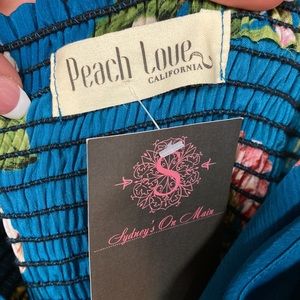 Peach Love
CALIFORNIA
S
Sydney's On Main